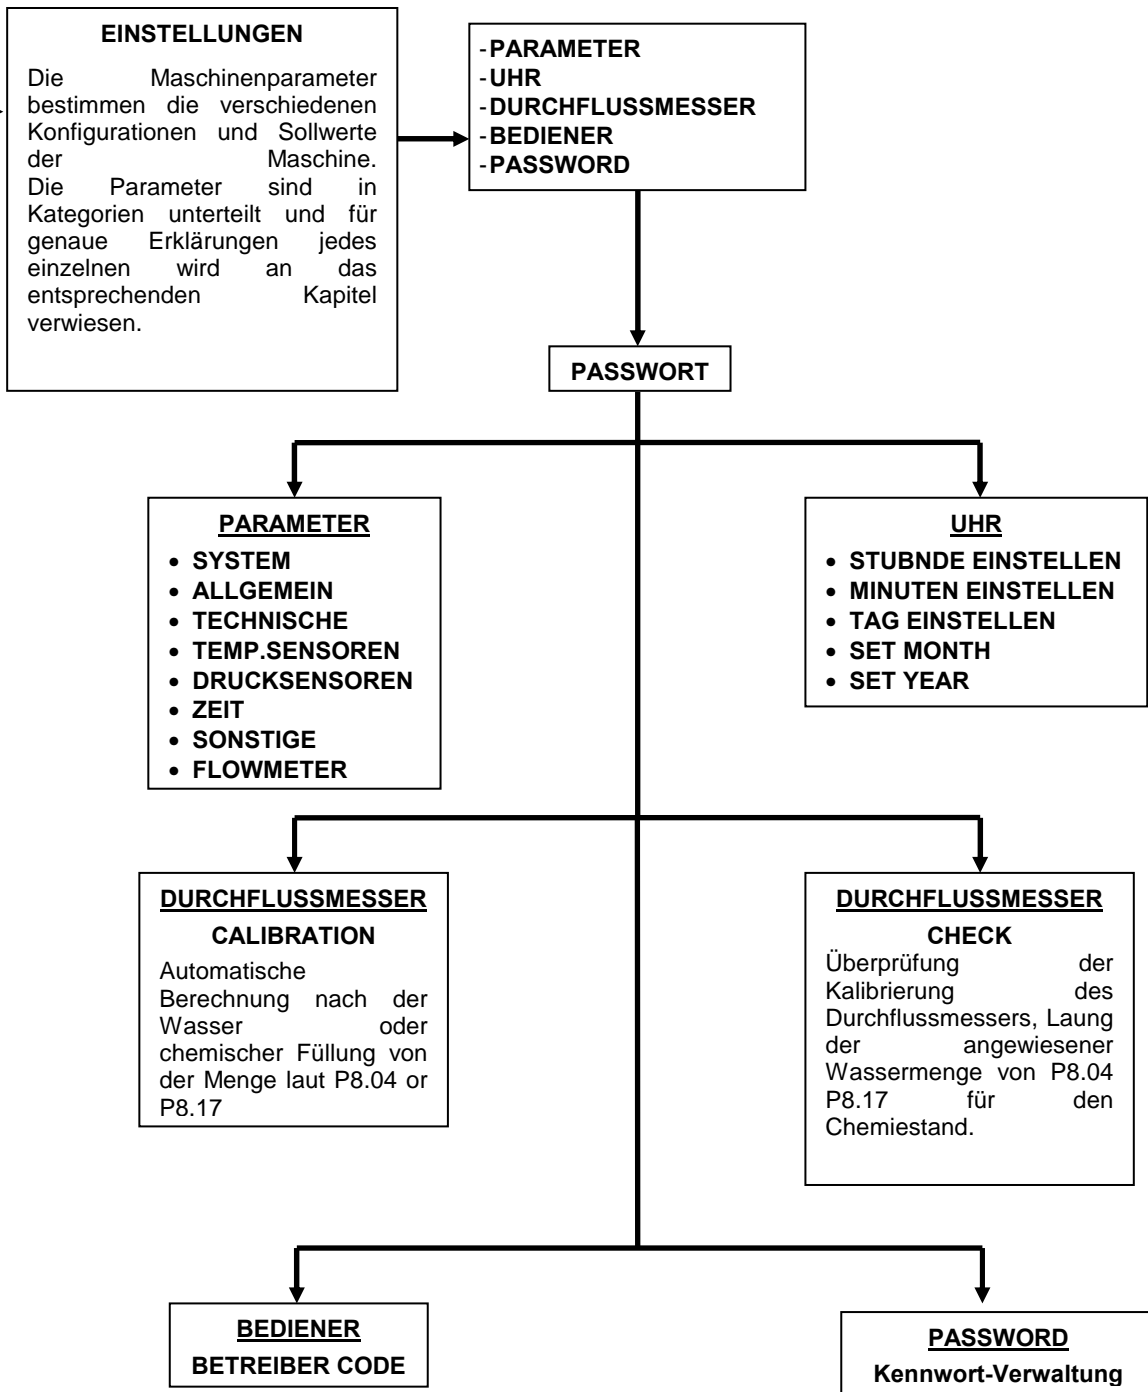 EINSTELLUNGEN
Die Maschinenparameter
bestimmen die verschiedenen
Konfigurationen und Sollwerte
der Maschine.
Die Parameter sind in
Kategorien unterteilt und für
genaue Erklärungen jedes
einzelnen wird an das
entsprechenden Kapitel
verwiesen.
-PARAMETER
-UHR
-DURCHFLUSSMESSER
-BEDIENER
-PASSWORD
PASSWORT
PARAMETER
• SYSTEM
• ALLGEMEIN
• TECHNISCHE
• TEMP.SENSOREN
• DRUCKSENSOREN
• ZEIT
• SONSTIGE
• FLOWMETER
UHR
• STUBNDE EINSTELLEN
• MINUTEN EINSTELLEN
• TAG EINSTELLEN
• SET MONTH
• SET YEAR
DURCHFLUSSMESSER
CALIBRATION
Automatische
Berechnung nach der
Wasser oder
chemischer Füllung von
der Menge laut P8.04 or
P8.17
DURCHFLUSSMESSER
CHECK
Überprüfung der
Kalibrierung des
Durchflussmessers, Laung
der angewiesener
Wassermenge von P8.04
P8.17 für den
Chemiestand.
BEDIENER
BETREIBER CODE
PASSWORD
Kennwort-Verwaltung